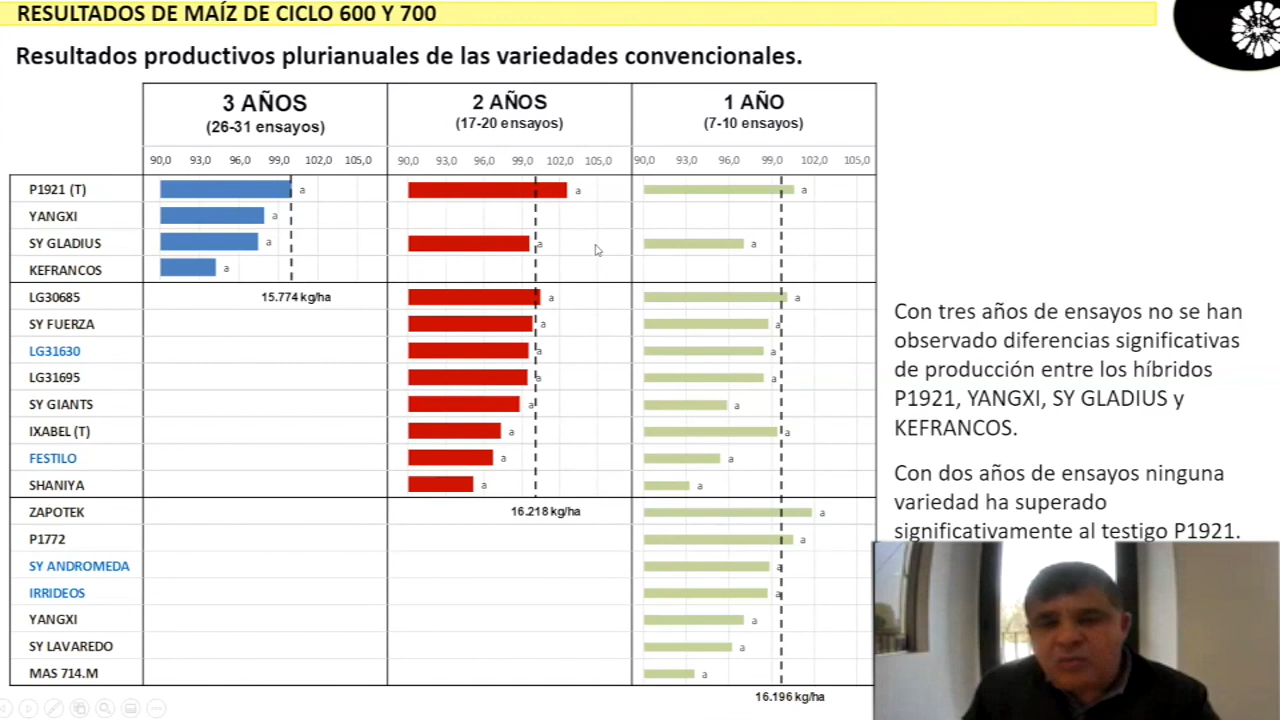 RESULTADOS DE MAÍZ DE CICLO 600 Y 700
Resultados productivos plurianuales de las variedades convencionales.
3 AÑOS 2 AÑOS 1 AÑO
(26-31 ensayos) (17-20 ensayos) (7-10 ensayos)
90,0 93,0 96,0 99,0 102,0 105,0 90,0 93,0 96,0 99,0 102,0 105,0 90,0 93,0 96,0 99,0 102,0 105,0
P1921 (T) a a a
YANGXI a
SY GLADIUS a a a
KEFRANCOS a
LG30685 15.774 kg/ha a a
SY FUERZA a a
LG31630 a a
LG31695 a a
SY GIANTS a a
IXABEL (T) a a
FESTILO a a
SHANIYA a a
ZAPOTEK 16.218 kg/ha a
P1772 a
SY ANDROMEDA a
IRRIDEOS a
YANGXI a
SY LAVAREDO a
MAS 714.M a
16.196 kg/ha
Con tres años de ensayos no se han
observado diferencias significativas
de producción entre los híbridos
P1921, YANGXI, SY GLADIUS y
KEFRANCOS.
Con dos años de ensayos ninguna
variedad ha superado
significativamente al testigo P1921.